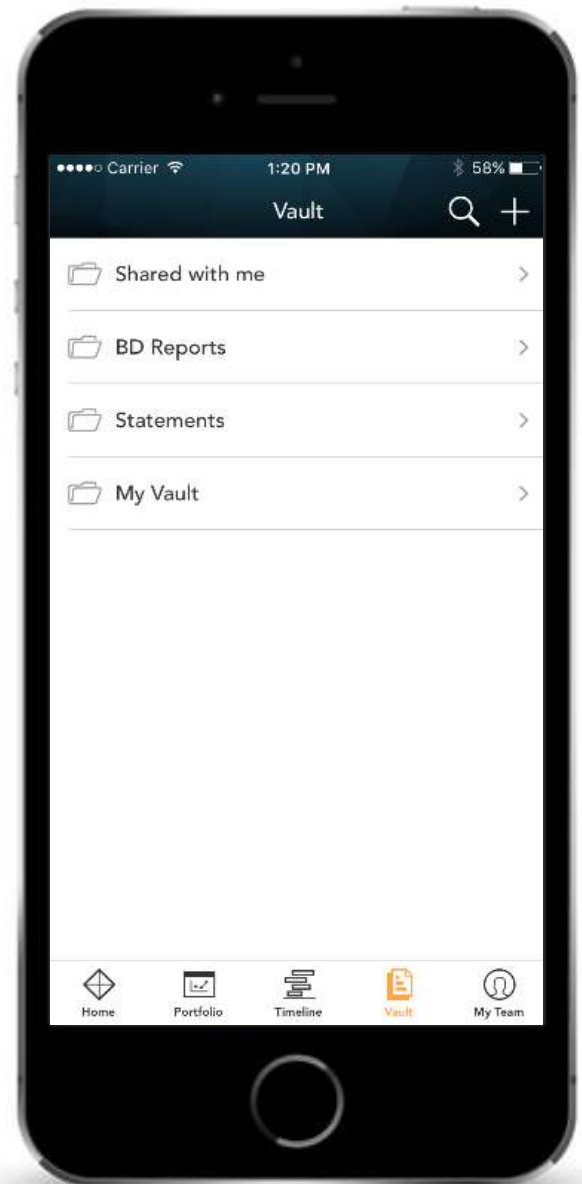 Carrier 1:20 PM 58%
Vault
Shared with me
BD Reports
Statements
My Vault
Home Portfolio Timeline Vault My Team